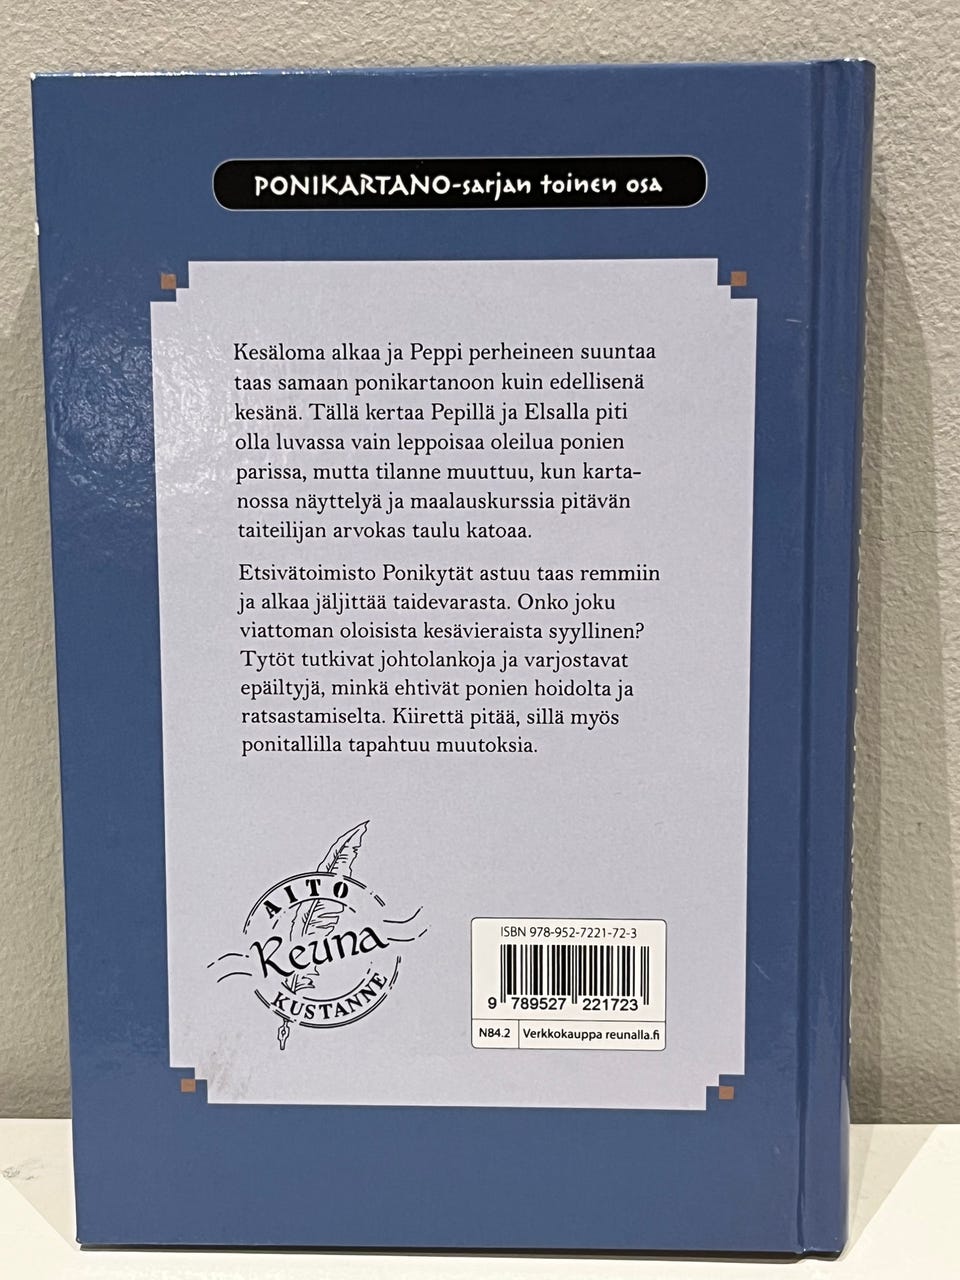 PONIKARTANO-sarjan toinen osa
Kesäloma alkaa ja Peppi perheineen suuntaa
taas samaan ponikartanoon kuin edellisenä
kesänä. Tällä kertaa Pepillä ja Elsalla piti
olla luvassa vain leppoisaa oleilua ponien
parissa, mutta tilanne muuttuu, kun karta-
nossa näyttelyä ja maalauskurssia pitävän
taiteilijan arvokas taulu katoaa.
Etsivätoimisto Ponikytät astuu taas remmiin
ja alkaa jäljittää taidevarasta. Onko joku
viattoman oloisista kesävieraista syyllinen?
Tytöt tutkivat johtolankoja ja varjostavat
epäiltyjä, minkä ehtivät ponien hoidolta ja
ratsastamiselta. Kiirettä pitää, sillä myös
ponitallilla tapahtuu muutoksia.
AITO
Reuna
KUSTANNE
ISBN 978-952-7221-72-3
9 789527 221723
N84.2 Verkkokauppa reunalla.fi